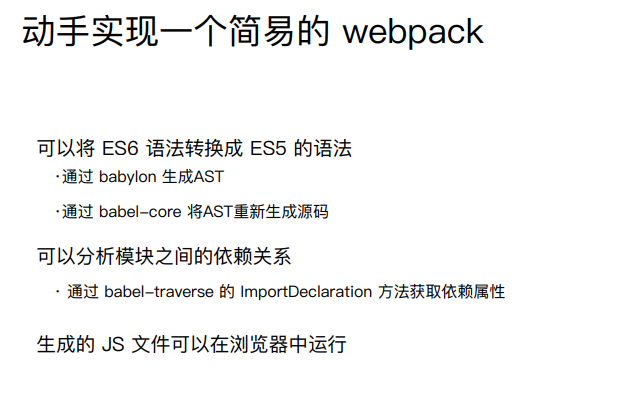 动手实现一个简易的 webpack
可以将 ES6 语法转换成 ES5 的语法
·通过 babylon 生成AST
·通过 babel-core 将AST重新生成源码
可以分析模块之间的依赖关系
· 通过 babel-traverse 的 ImportDeclaration 方法获取依赖属性
生成的 JS 文件可以在浏览器中运行